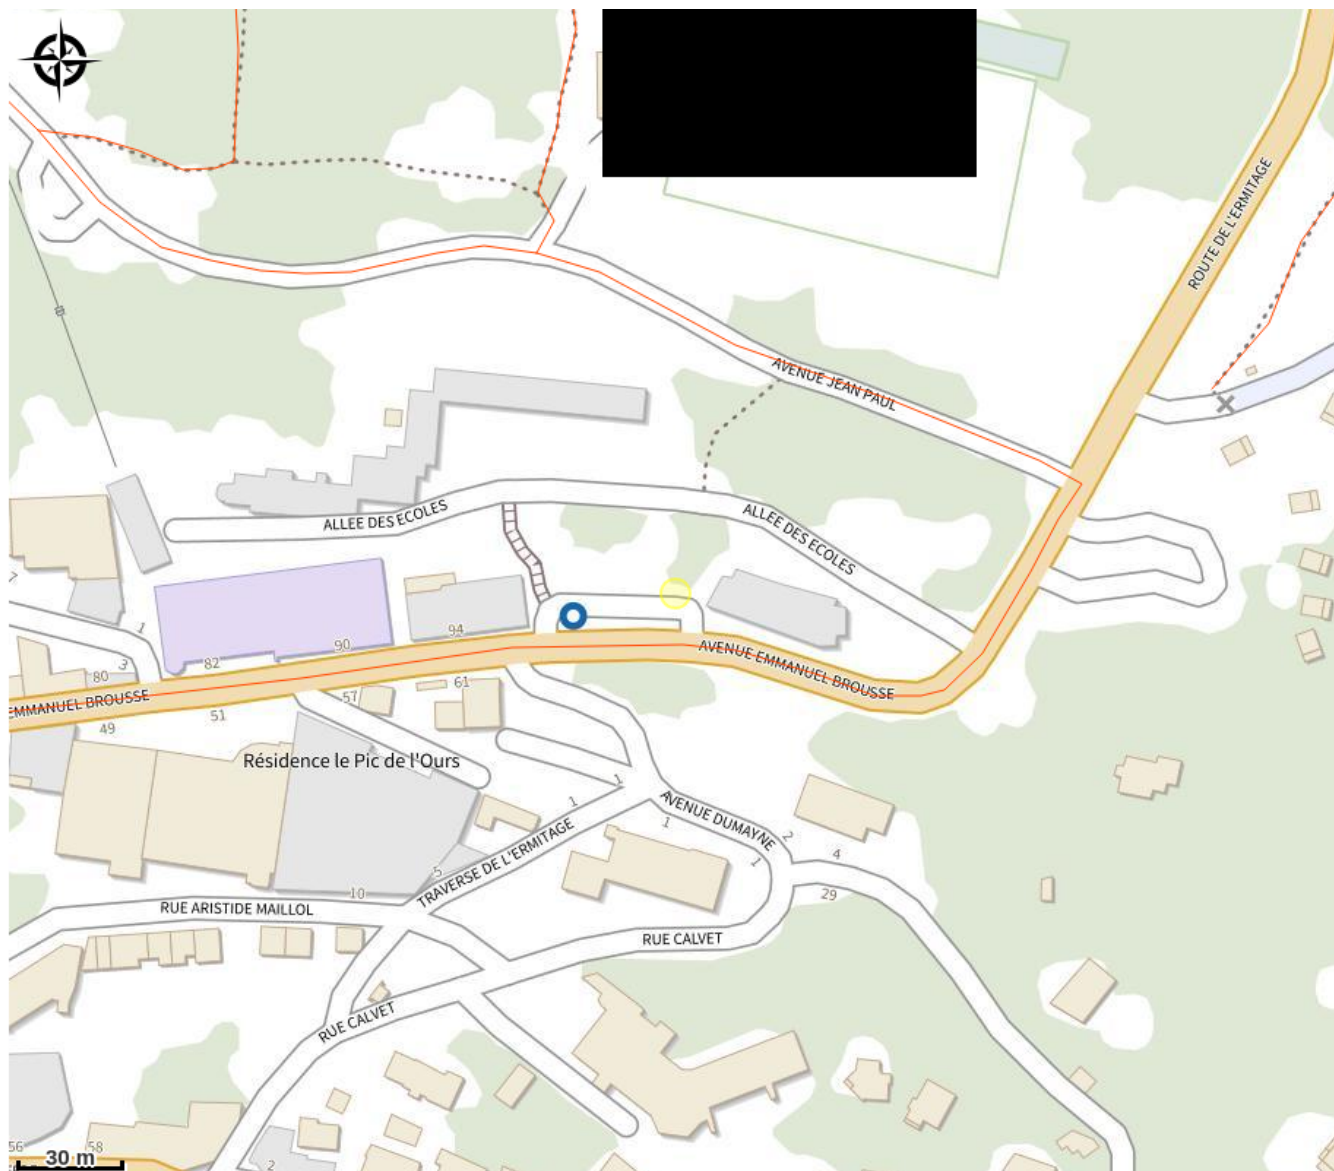 ROUTE DE L'ERMITAGE
AVENUE JEAN PAUL
ALLEE DES ECOLES
ALLEE DES ECOLES
7
1
3
80
82
90
94
AVENUE EMMANUEL BROUSSE
EMMANUEL BROUSSE
49
51
57
61
Résidence le Pic de l'Ours
1
1
AVENUE DUMAYNE
1
2
TRAVERSE DE L'ERMITAGE
5
1
4
29
10
RUE ARISTIDE MAILLOL
RUE CALVET
RUE CALVET
56
58
2
30 m